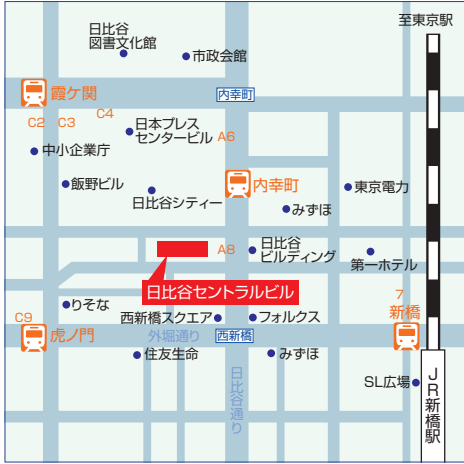 至東京駅
日比谷
図書文化館
市政会館
霞ケ関
内幸町
C2
C3
C4
日本プレス
センタービル
A6
中小企業庁
飯野ビル
日比谷シティー
内幸町
東京電力
みずほ
A8
日比谷
ビルディング
第一ホテル
日比谷セントラルビル
りそな
西新橋スクエア
フォルクス
7
新橋
C9
虎ノ門
外堀通り
西新橋
住友生命
みずほ
日比谷通り
SL広場
JR新橋駅